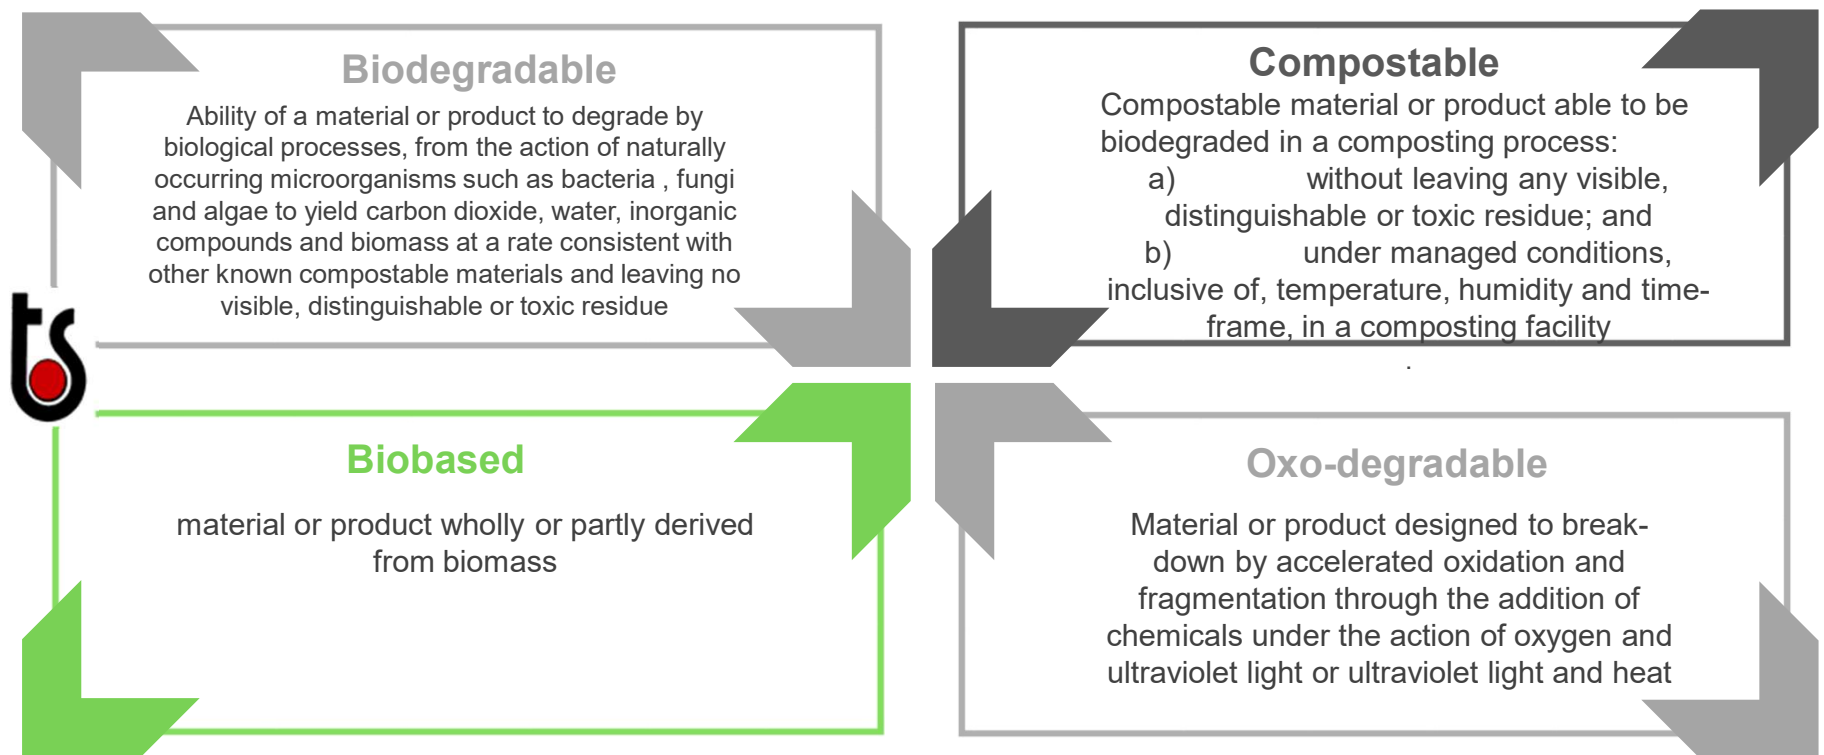 Biodegradable
Ability of a material or product to degrade by
biological processes, from the action of naturally
occurring microorganisms such as bacteria , fungi
and algae to yield carbon dioxide, water, inorganic
compounds and biomass at a rate consistent with
other known compostable materials and leaving no
visible, distinguishable or toxic residue
Compostable
Compostable material or product able to be
biodegraded in a composting process:
a) without leaving any visible,
distinguishable or toxic residue; and
b) under managed conditions,
inclusive of, temperature, humidity and time-
frame, in a composting facility
.
ts
Biobased
material or product wholly or partly derived
from biomass
Oxo-degradable
Material or product designed to break-
down by accelerated oxidation and
fragmentation through the addition of
chemicals under the action of oxygen and
ultraviolet light or ultraviolet light and heat